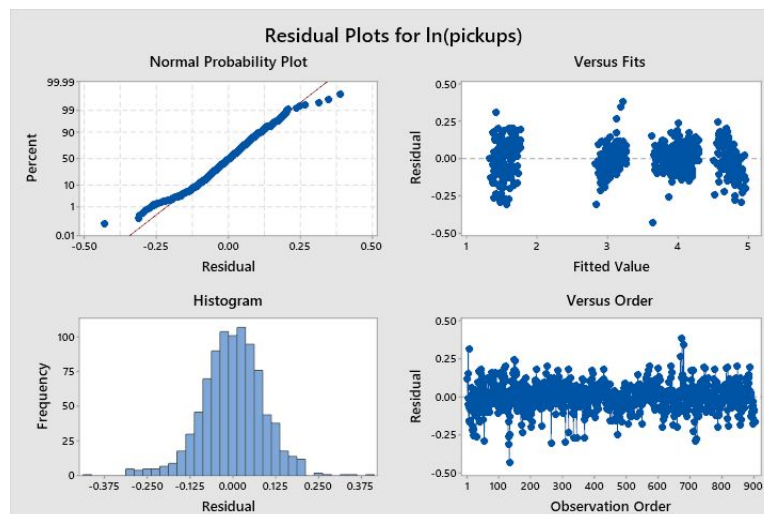 Residual Plots for ln(pickups)
Normal Probability Plot
99.99
99
90
50
10
1
0.01
Percent
-0.50 -0.25 0.00 0.25 0.50
Residual
Versus Fits
0.50
0.25
0.00
-0.25
-0.50
Residual
1 2 3 4 5
Fitted Value
Histogram
100
75
50
25
0
Frequency
-0.375 -0.250 -0.125 0.000 0.125 0.250 0.375
Residual
Versus Order
0.50
0.25
0.00
-0.25
-0.50
Residual
1 100 200 300 400 500 600 700 800 900
Observation Order